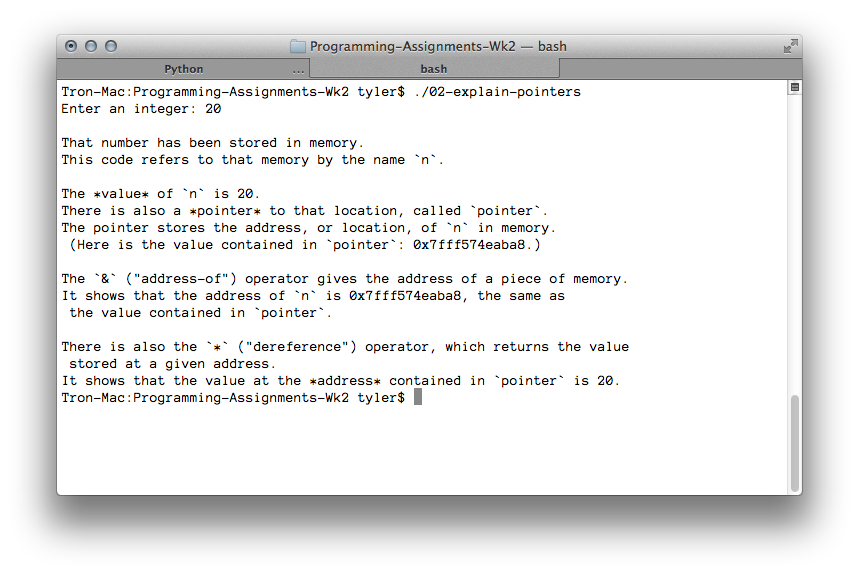 Programming-Assignments-Wk2 — bash
Python ... bash
Tron-Mac:Programming-Assignments-Wk2 tyler$ ./02-explain-pointers
Enter an integer: 20
That number has been stored in memory.
This code refers to that memory by the name `n`.
The *value* of `n` is 20.
There is also a *pointer* to that location, called `pointer`.
The pointer stores the address, or location, of `n` in memory.
(Here is the value contained in `pointer`: 0x7fff574eaba8.)
The `&` ("address-of") operator gives the address of a piece of memory.
It shows that the address of `n` is 0x7fff574eaba8, the same as
the value contained in `pointer`.
There is also the `*` ("dereference") operator, which returns the value
stored at a given address.
It shows that the value at the *address* contained in `pointer` is 20.
Tron-Mac:Programming-Assignments-Wk2 tyler$